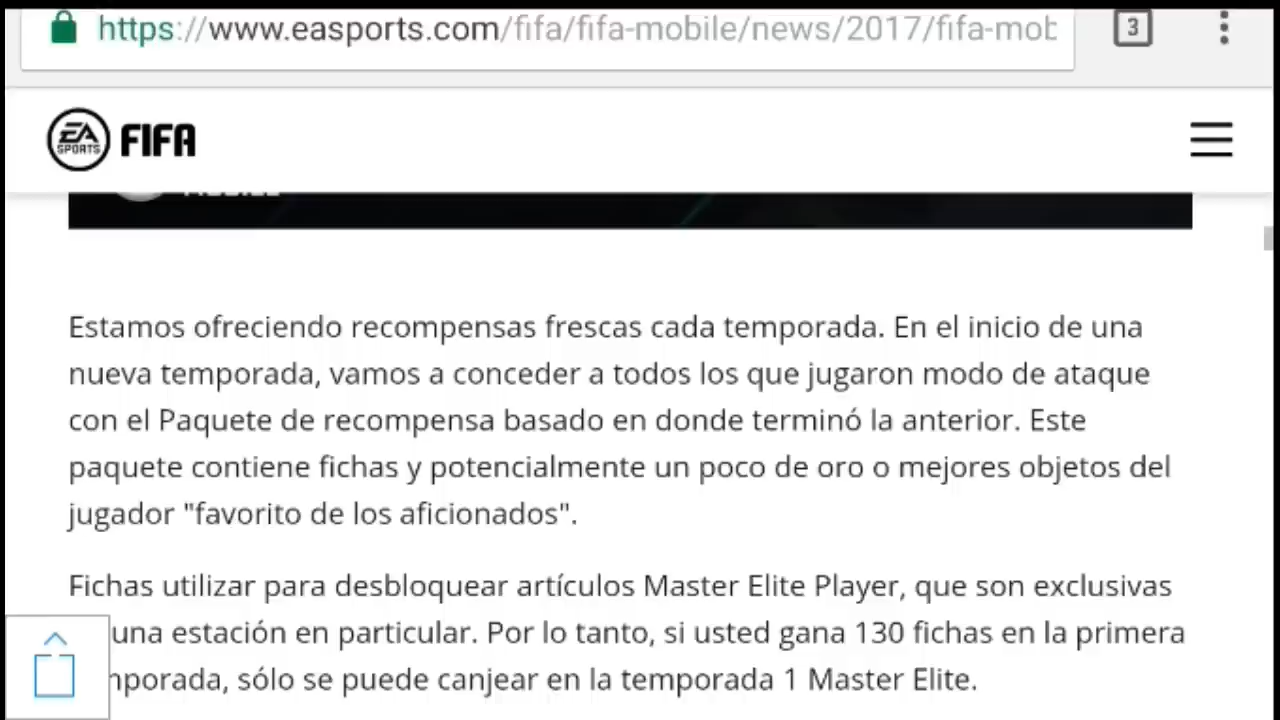 https://www.easports.com/fifa/fifa-mobile/news/2017/fifa-mob
3
EA SPORTS FIFA
Estamos ofreciendo recompensas frescas cada temporada. En el inicio de una
nueva temporada, vamos a conceder a todos los que jugaron modo de ataque
con el Paquete de recompensa basado en donde terminó la anterior. Este
paquete contiene fichas y potencialmente un poco de oro o mejores objetos del
jugador "favorito de los aficionados".
Fichas utilizar para desbloquear artículos Master Elite Player, que son exclusivas
una estación en particular. Por lo tanto, si usted gana 130 fichas en la primera
mporada, sólo se puede canjear en la temporada 1 Master Elite.